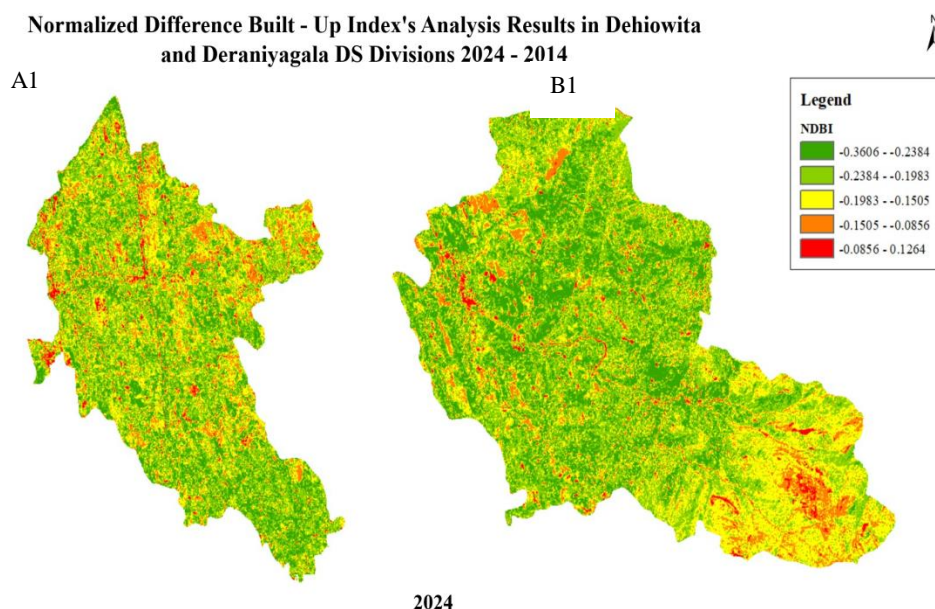 Normalized Difference Built - Up Index's Analysis Results in Dehiowita
and Deraniyagala DS Divisions 2024 - 2014
N
A1
B1
Legend
NDBI
-0.3606 - -0.2384
-0.2384 - -0.1983
-0.1983 - -0.1505
-0.1505 - -0.0856
-0.0856 - 0.1264
2024